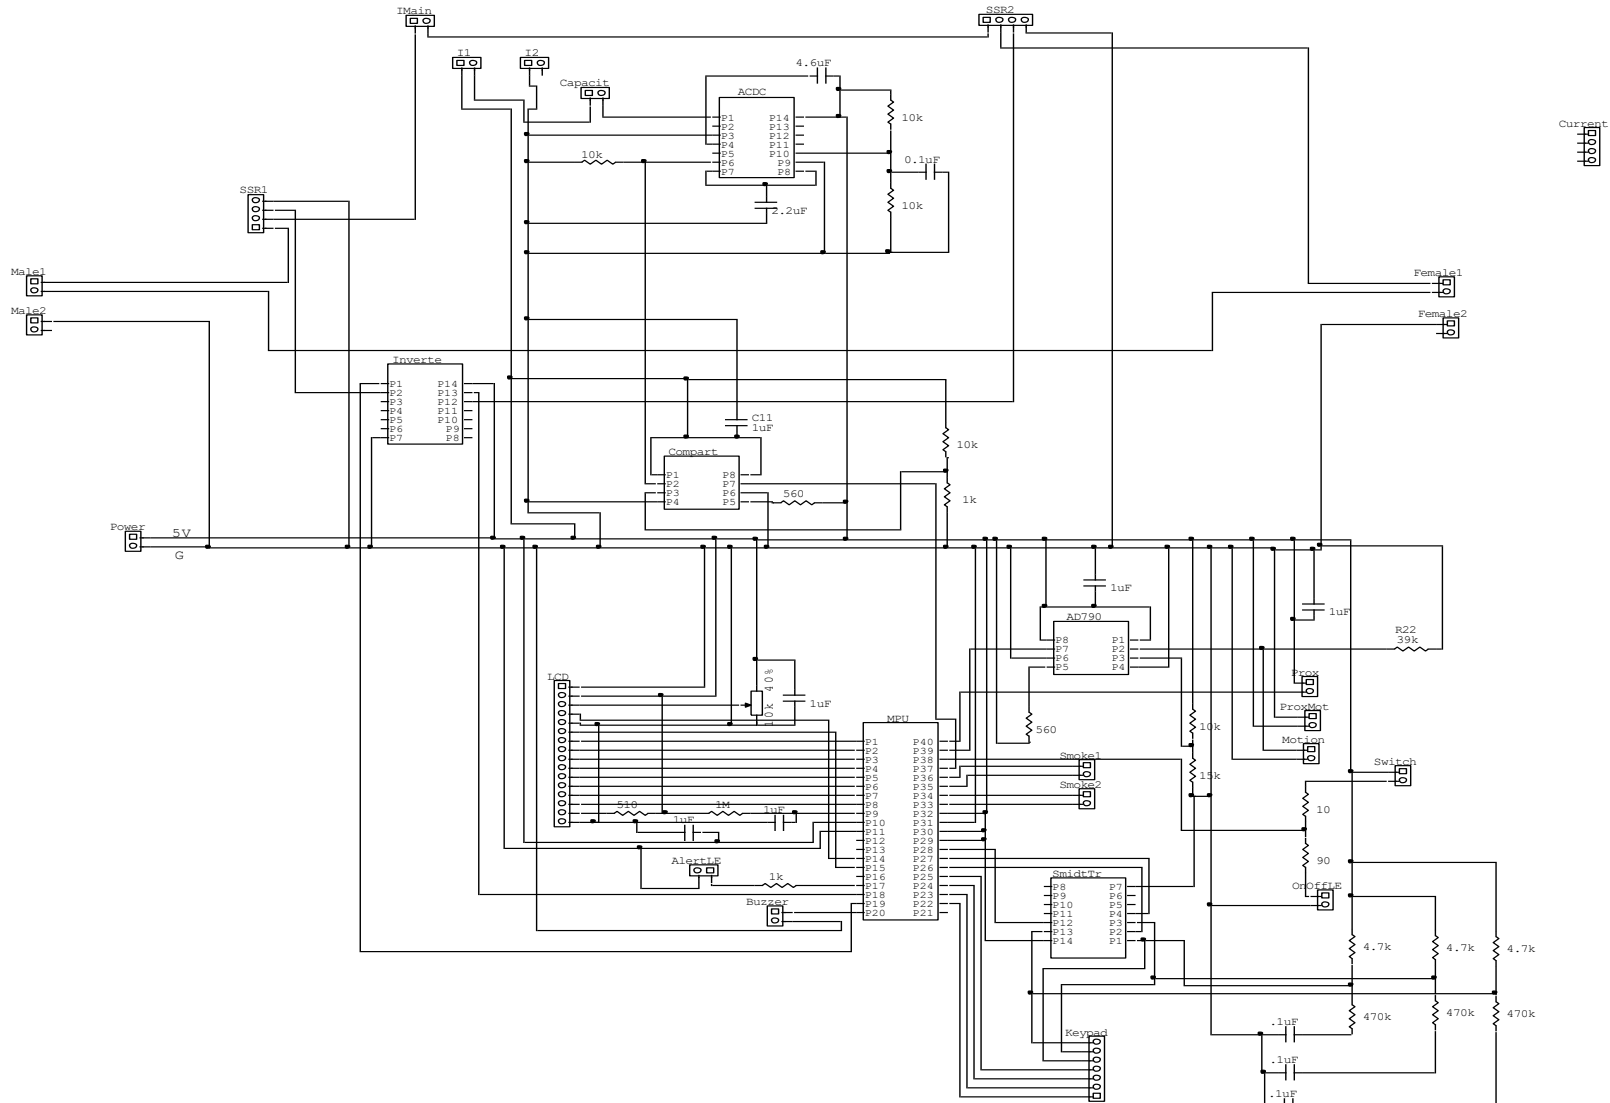 IMain
SSR2
I1
I2
4.6uF
Capacit
ACDC
P1 P14
P2 P13
P3 P12
P4 P11
P5 P10
P6 P9
P7 P8
10k
Current
10k
0.1uF
SSR1
10k
2.2uF
Male1
Female1
Male2
Female2
Inverte
P1 P14
P2 P13
P3 P12
P4 P11
P5 P10
P6 P9
P7 P8
C11
1uF
10k
Compart
P1 P8
P2 P7
P3 P6
P4 P5
560
1k
Power
5V
G
1uF
1uF
AD790
P8 P1
P7 P2
P6 P3
P5 P4
R22
39k
LCD
10k 40%
1uF
Prox
ProxMot
560
10k
MPU
P1 P40
P2 P39
P3 P38
P4 P37
P5 P36
P6 P35
P7 P34
P8 P33
P9 P32
P10 P31
P11 P30
P12 P29
P13 P28
P14 P27
P15 P26
P16 P25
P17 P24
P18 P23
P19 P22
P20 P21
Motion
Smoke1
Switch
15k
Smoke2
510
1M
1uF
10
1uF
AlertLE
90
1k
SmidtTr
P8 P7
P9 P6
P10 P5
P11 P4
P12 P3
P13 P2
P14 P1
OnOffLE
Buzzer
4.7k
4.7k
4.7k
470k
470k
470k
Keypad
.1uF
.1uF
.1uF